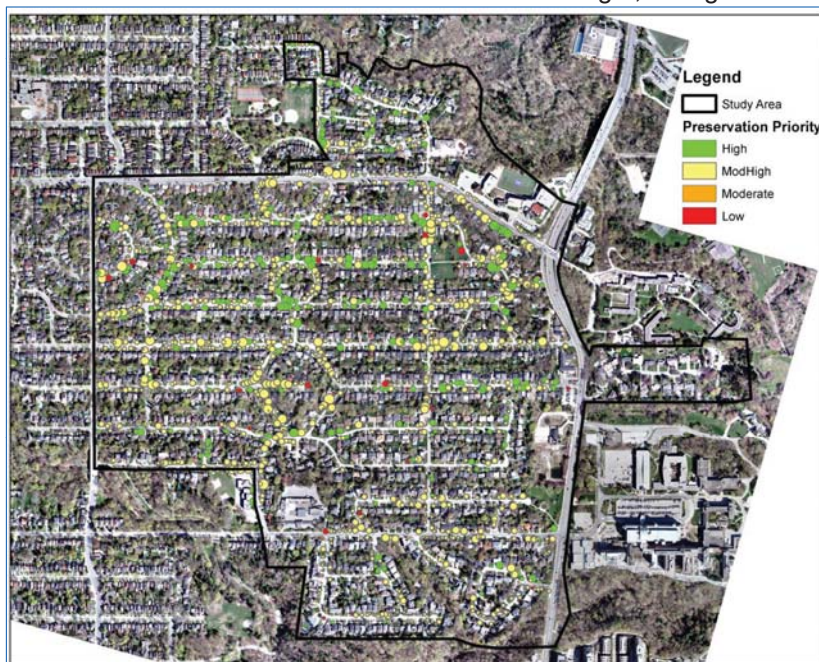 Legend
Study Area
Preservation Priority
High
ModHigh
Moderate
Low